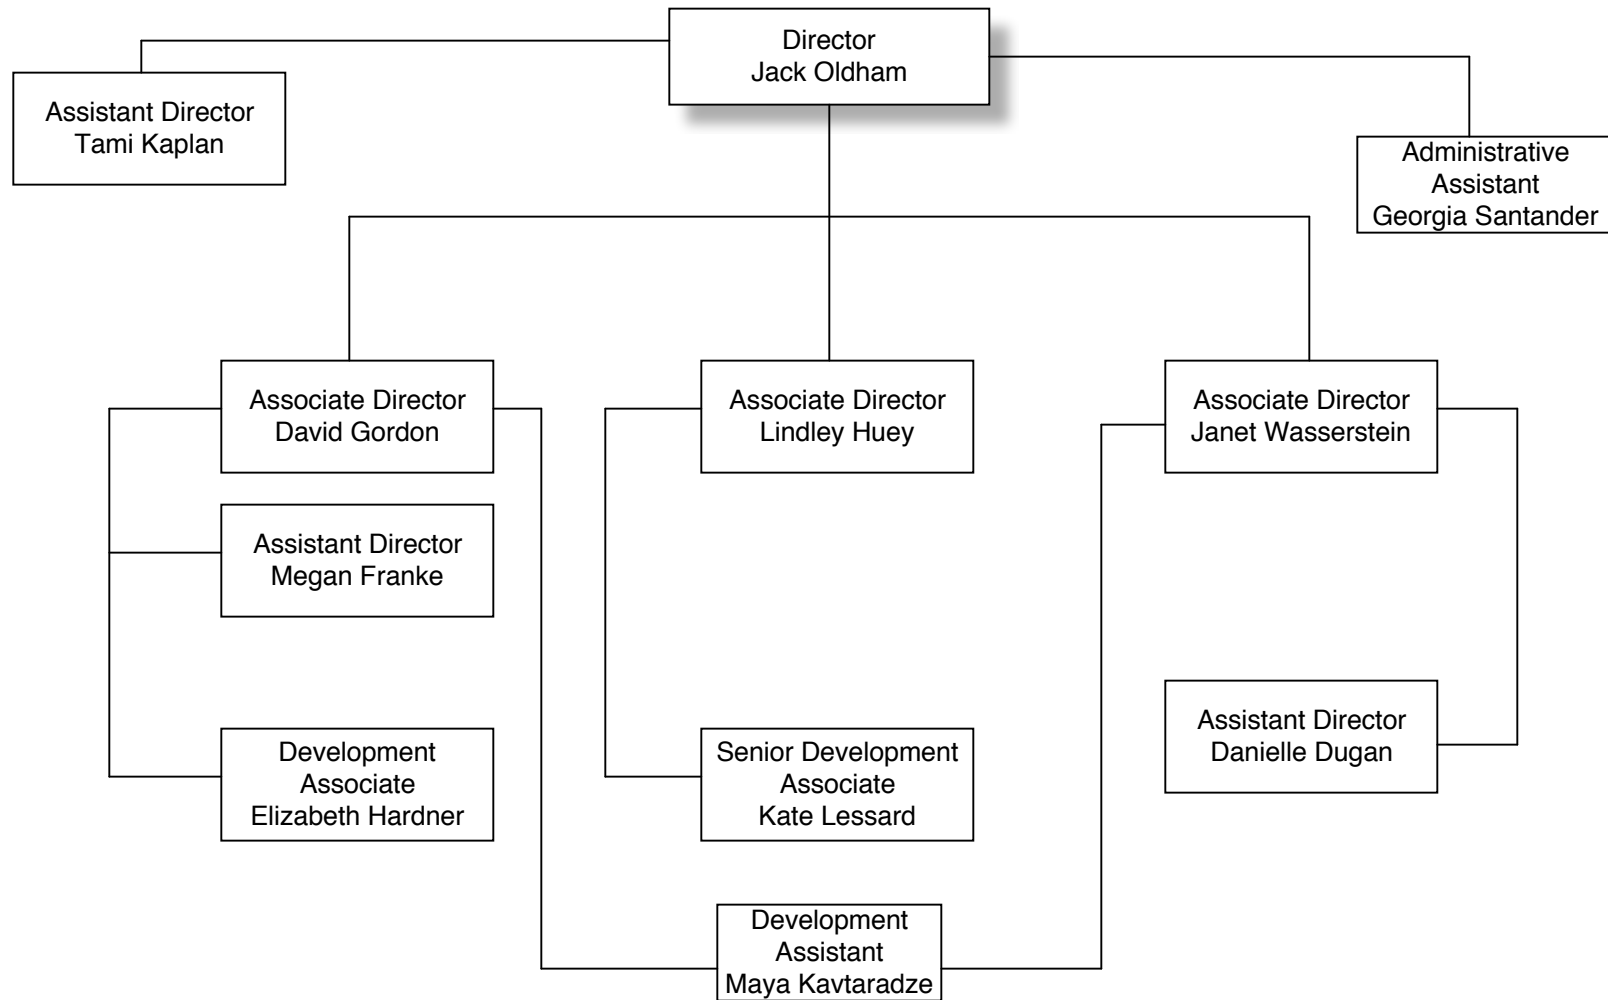 Director
Jack Oldham
Assistant Director
Tami Kaplan
Administrative
Assistant
Georgia Santander
Associate Director
David Gordon
Associate Director
Lindley Huey
Associate Director
Janet Wasserstein
Assistant Director
Megan Franke
Assistant Director
Danielle Dugan
Development
Associate
Elizabeth Hardner
Senior Development
Associate
Kate Lessard
Development
Assistant
Maya Kavtaradze